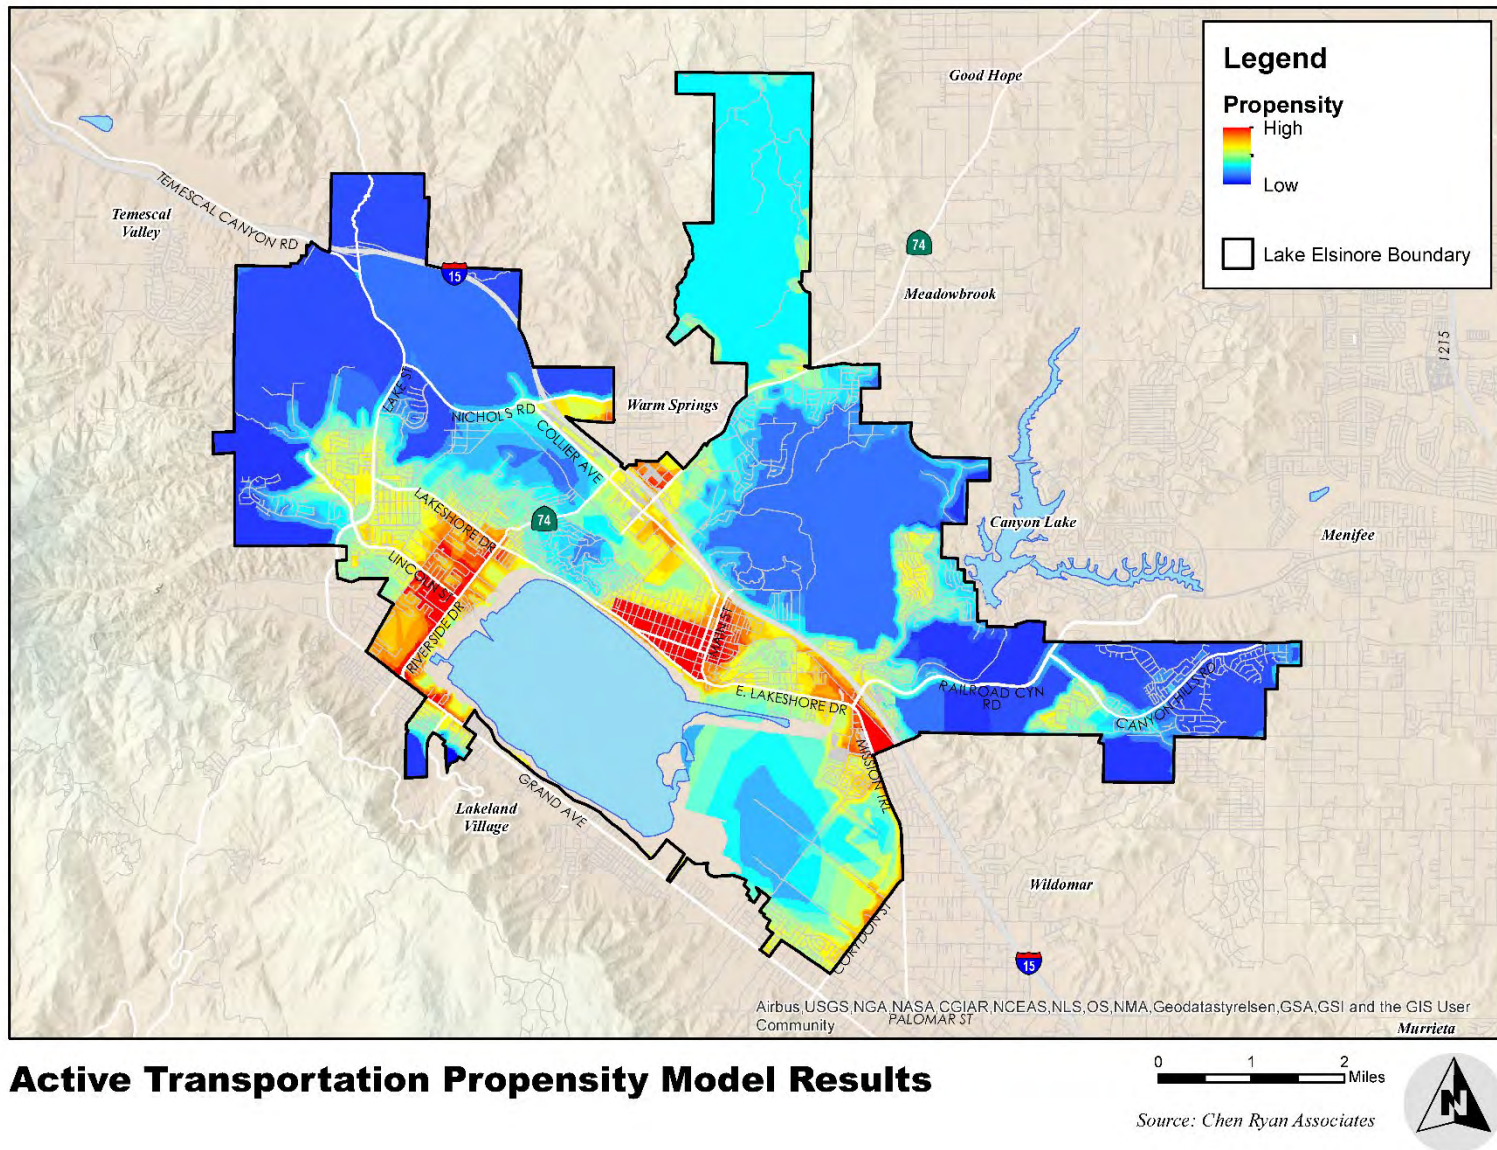 Legend
Propensity
High
Low
Lake Elsinore Boundary
Good Hope
74
Meadowbrook
1215
TEMESCAL CANYON RD
Temescal
Valley
15
LAKE ST
NICHOLS RD
COLLIER AVE
Warm Springs
LAKESHORE DR
74
Canyon Lake
Menifee
LINCOLN ST
RIVERSIDE DR
MAIN ST
E. LAKESHORE DR
RAILROAD CYN
RD
CANYON HILLS RD
MISSION TRL
GRAND AVE
Lakeland
Village
Wildomar
CORYDON ST
15
Airbus,USGS,NGA,NASA,CGIAR,NCEAS,NLS,OS,NMA,Geodatastyrelsen,GSA,GSI and the GIS User
Community
PALOMAR ST
Murrieta
Active Transportation Propensity Model Results
0 1 2
Miles
Source: Chen Ryan Associates
N